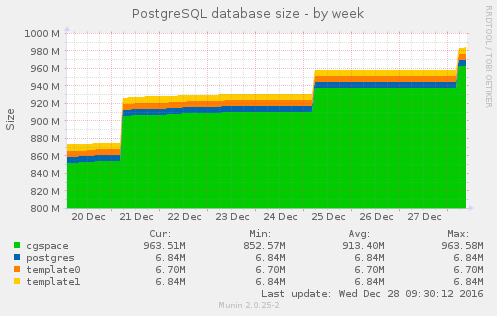 PostgreSQL database size - by week
RRDTOOL / TOBI OETIKER
Size
1000 M
980 M
960 M
940 M
920 M
900 M
880 M
860 M
840 M
820 M
800 M
20 Dec 21 Dec 22 Dec 23 Dec 24 Dec 25 Dec 26 Dec 27 Dec
Cur: Min: Avg: Max:
cgspace 963.51M 852.57M 913.40M 963.58M
postgres 6.84M 6.84M 6.84M 6.84M
template0 6.70M 6.70M 6.70M 6.70M
template1 6.84M 6.84M 6.84M 6.84M
Last update: Wed Dec 28 09:30:12 2016
Munin 2.0.25-2